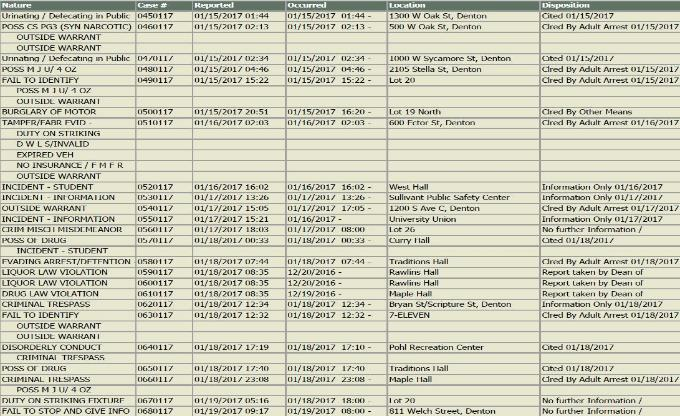 Nature Case # Reported Occurred Location Disposition
Urinating / Defecating in Public 0450117 01/15/2017 01:44 01/15/2017 01:44 - 1300 W Oak St, Denton Cited 01/15/2017
POSS CS PG3 (SYN NARCOTIC) 0460117 01/15/2017 02:13 01/15/2017 02:13 - 500 W Oak St, Denton Clred By Adult Arrest 01/15/2017
OUTSIDE WARRANT
OUTSIDE WARRANT
Urinating / Defecating in Public 0470117 01/15/2017 02:34 01/15/2017 02:34 - 1000 W Sycamore St, Denton Cited 01/15/2017
POSS M J U/ 4 OZ 0480117 01/15/2017 04:46 01/15/2017 04:46 - 2105 Stella St, Denton Clred By Adult Arrest 01/15/2017
FAIL TO IDENTIFY 0490117 01/15/2017 15:22 01/15/2017 15:22 - Lot 20 Clred By Adult Arrest 01/15/2017
POSS M J U/ 4 OZ
OUTSIDE WARRANT
BURGLARY OF MOTOR 0500117 01/15/2017 20:51 01/15/2017 16:20 - Lot 19 North Clred By Other Means
TAMPER/FABR EVID - 0510117 01/16/2017 02:03 01/16/2017 02:03 - 600 Ector St, Denton Clred By Adult Arrest 01/16/2017
DUTY ON STRIKING
D W L S/INVALID
EXPIRED VEH
NO INSURANCE / F M F R
OUTSIDE WARRANT
INCIDENT - STUDENT 0520117 01/16/2017 16:02 01/16/2017 16:02 - West Hall Information Only 01/16/2017
INCIDENT - INFORMATION 0530117 01/17/2017 13:26 01/17/2017 13:26 - Sullivant Public Safety Center Information Only 01/17/2017
OUTSIDE WARRANT 0540117 01/17/2017 15:05 01/17/2017 17:05 - 1200 S Ave C, Denton Clred By Adult Arrest 01/17/2017
INCIDENT - INFORMATION 0550117 01/17/2017 15:21 01/16/2017 - University Union Information Only 01/17/2017
CRIM MISCH MISDEMEANOR 0560117 01/17/2017 18:03 01/17/2017 08:00 Lot 26 No further Information /
POSS OF DRUG 0570117 01/18/2017 00:33 01/18/2017 00:33 - Curry Hall Cited 01/18/2017
INCIDENT - STUDENT
EVADING ARREST/DETENTION 0580117 01/18/2017 07:44 01/18/2017 07:44 - Traditions Hall Clred By Adult Arrest 01/18/2017
LIQUOR LAW VIOLATION 0590117 01/18/2017 08:35 12/20/2016 - Rawlins Hall Report taken by Dean of
LIQUOR LAW VIOLATION 0600117 01/18/2017 08:35 12/20/2016 - Rawlins Hall Report taken by Dean of
DRUG LAW VIOLATION 0610117 01/18/2017 08:35 12/19/2016 - Maple Hall Report taken by Dean of
CRIMINAL TRESPASS 0620117 01/18/2017 12:34 01/18/2017 12:34 - Bryan St/Scripture St, Denton Information Only 01/18/2017
FAIL TO IDENTIFY 0630117 01/18/2017 12:32 01/18/2017 12:32 - 7-ELEVEN Clred By Adult Arrest 01/18/2017
OUTSIDE WARRANT
OUTSIDE WARRANT
DISORDERLY CONDUCT 0640117 01/18/2017 17:19 01/18/2017 17:10 - Pohl Recreation Center Cited 01/18/2017
CRIMINAL TRESPASS
POSS OF DRUG 0650117 01/18/2017 17:40 01/18/2017 17:40 Traditions Hall Cited 01/18/2017
CRIMINAL TRESPASS 0660117 01/18/2017 23:08 01/18/2017 23:08 - Maple Hall Clred By Adult Arrest 01/18/2017
POSS M J U/ 4 OZ
DUTY ON STRIKING FIXTURE 0670117 01/19/2017 05:16 01/18/2017 18:00 - Lot 20 No further Information /
FAIL TO STOP AND GIVE INFO 0680117 01/19/2017 09:17 01/19/2017 08:00 - 811 Welch Street, Denton No further Information /